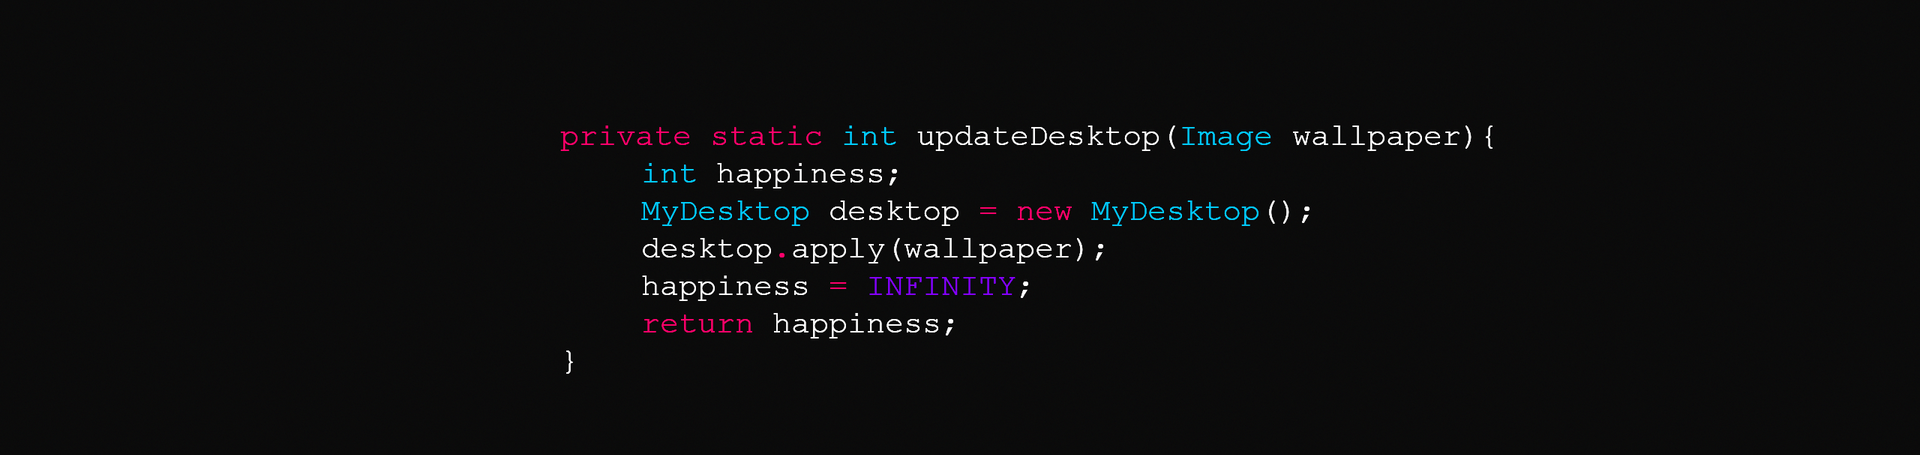 private static int updateDesktop(Image wallpaper){
int happiness;
MyDesktop desktop = new MyDesktop();
desktop.apply(wallpaper);
happiness = INFINITY;
return happiness;
}